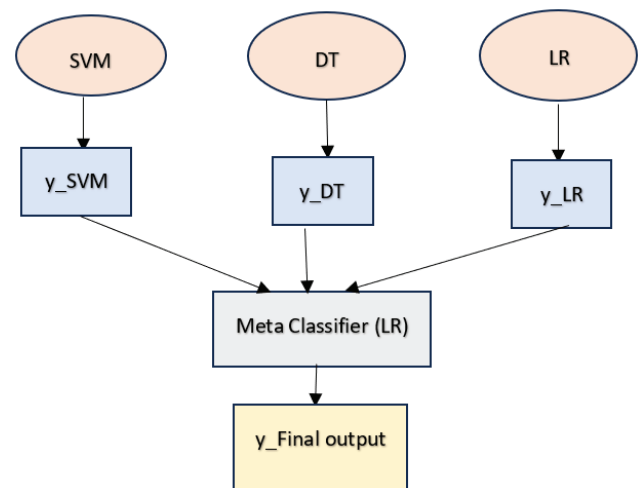 SVM
DT
LR
y_SVM
y_DT
y_LR
Meta Classifier (LR)
y_Final output